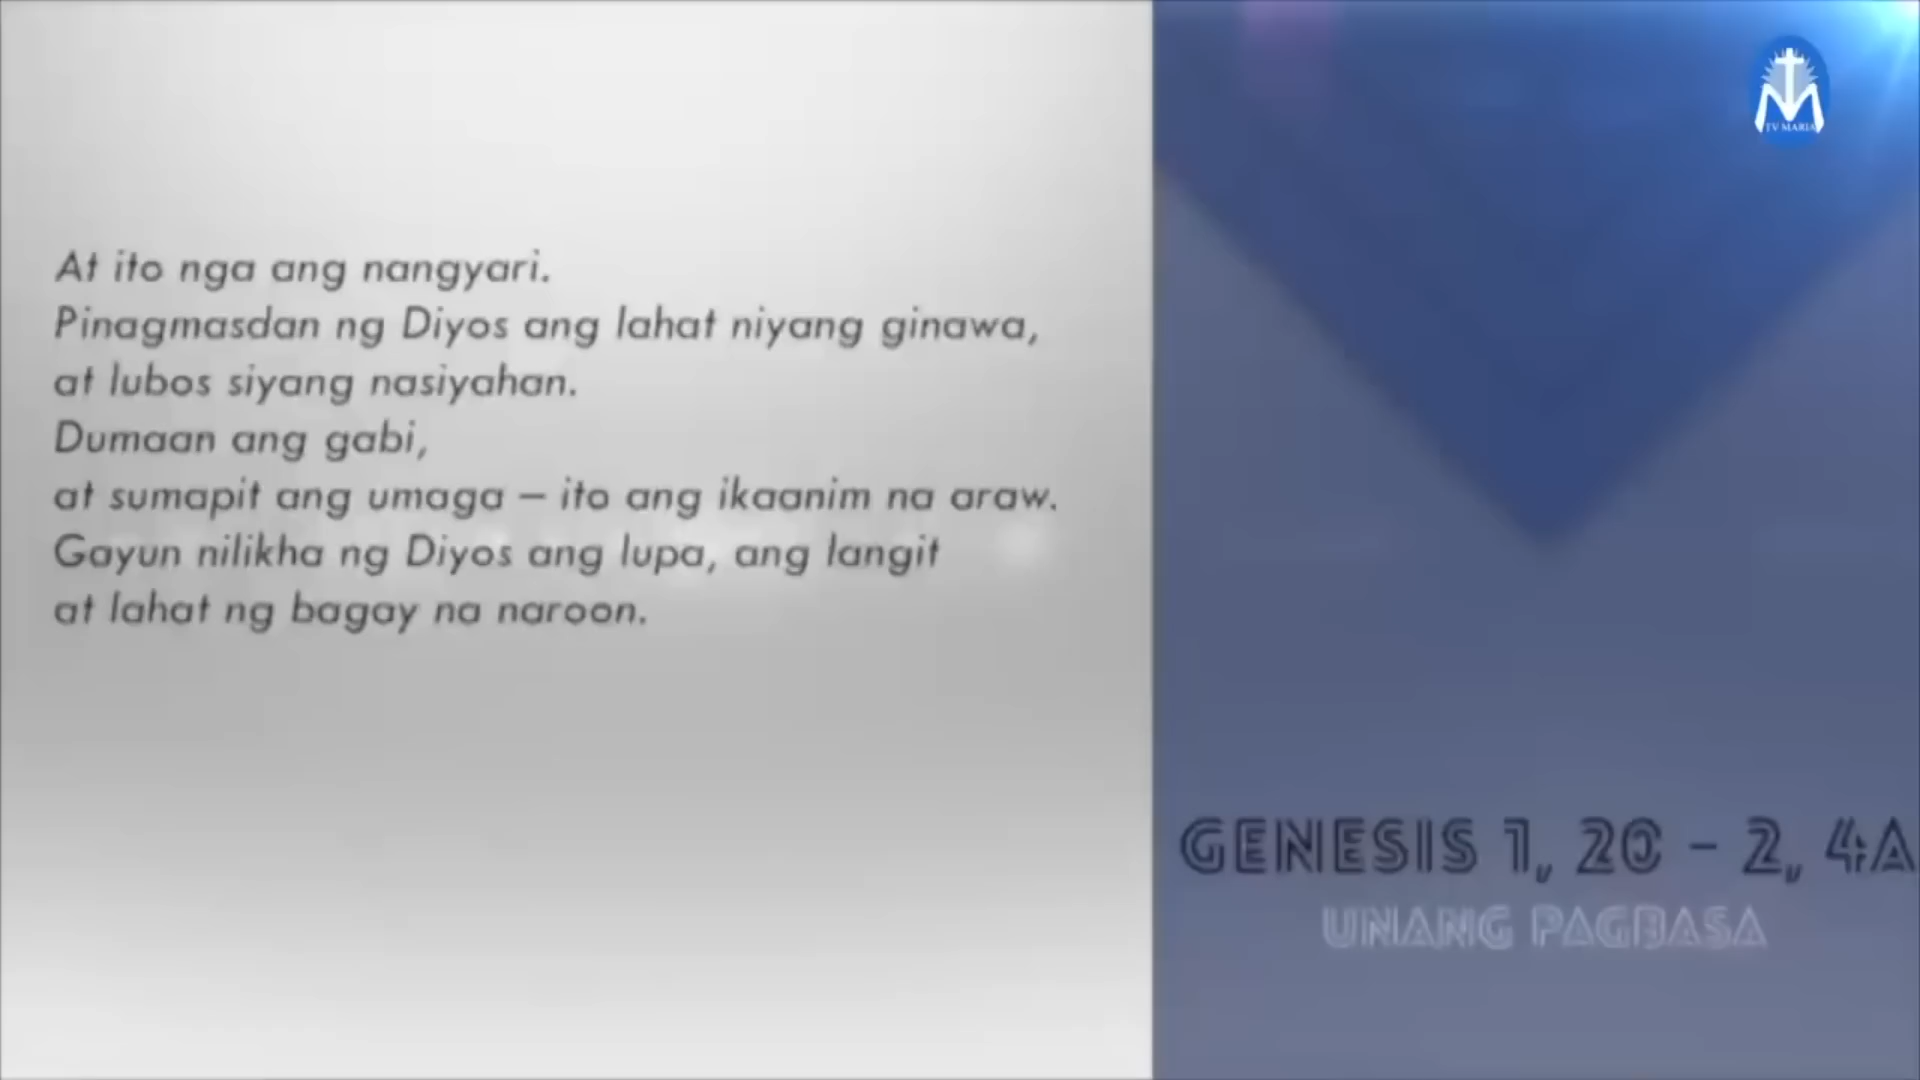 At ito nga ang nangyari.
Pinagmasdan ng Diyos ang lahat niyang ginawa,
at lubos siyang nasiyahan.
Dumaan ang gabi,
at sumapit ang umaga – ito ang ikaanim na araw.
Gayun nilikha ng Diyos ang lupa, ang langit
at lahat ng bagay na naroon.
TV MARIA
GENESIS 1, 20 – 2, 4A
UNANG PAGBASA